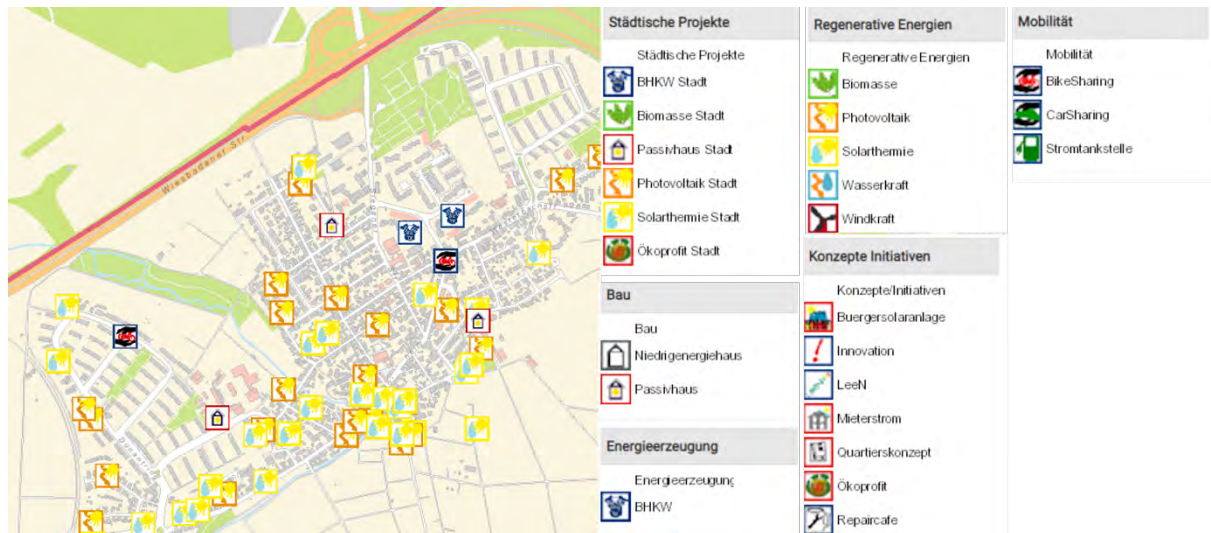 Wiesbadener Str.
Städtische Projekte
Städtische Projekte
BHKW Stadt
Biomasse Stadt
Passivhaus Stadt
Photovoltaik Stadt
Solarthermie Stadt
Ökoprofit Stadt
Bau
Bau
Niedrigenergiehaus
Passivhaus
Energieerzeugung
Energieerzeugung
BHKW
Regenerative Energien
Regenerative Energien
Biomasse
Photovoltaik
Solarthermie
Wasserkraft
Windkraft
Konzepte Initiativen
Konzepte/Initiativen
Buergersolaranlage
Innovation
LeeN
Mieterstrom
Quartierskonzept
Ökoprofit
Repaircafe
Mobilität
Mobilität
BikeSharing
CarSharing
Stromtankstelle